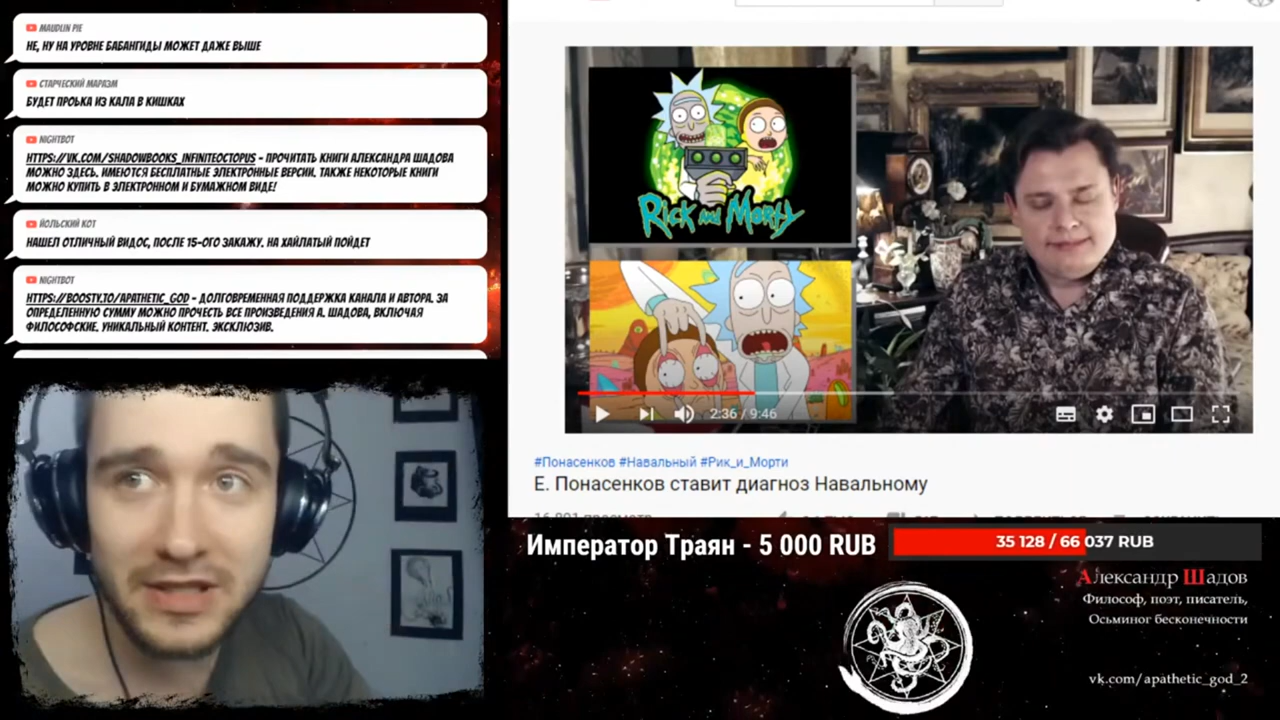 MAUDLIN PIE
НЕ, НУ НА УРОВНЕ БАБАНГИДЫ МОЖЕТ ДАЖЕ ВЫШЕ
СТАРЧЕСКИЙ МАРАЗМ
БУДЕТ ПРОЬКА ИЗ КАЛА В КИШКАХ
NIGHTBOT
HTTPS://VK.COM/SHADOWBOOKS_INFINITEOCTOPUS - ПРОЧИТАТЬ КНИГИ АЛЕКСАНДРА ШАДОВА
МОЖНО ЗДЕСЬ. ИМЕЮТСЯ БЕСПЛАТНЫЕ ЭЛЕКТРОННЫЕ ВЕРСИИ. ТАКЖЕ НЕКОТОРЫЕ КНИГИ
МОЖНО КУПИТЬ В ЭЛЕКТРОННОМ И БУМАЖНОМ ВИДЕ!
ЙОЛЬСКИЙ КОТ
НАШЕЛ ОТЛИЧНЫЙ ВИДОС, ПОСЛЕ 15-ОГО ЗАКАЖУ. НА ХАЙЛАТЫЙ ПОЙДЕТ
NIGHTBOT
HTTPS://BOOSTY.TO/APATHETIC_GOD - ДОЛГОВРЕМЕННАЯ ПОДДЕРЖКА КАНАЛА И АВТОРА. ЗА
ОПРЕДЕЛЕННУЮ СУММУ МОЖНО ПРОЧЕСТЬ ВСЕ ПРОИЗВЕДЕНИЯ А. ШАДОВА, ВКЛЮЧАЯ
ФИЛОСОФСКИЕ. УНИКАЛЬНЫЙ КОНТЕНТ. ЭКСКЛЮЗИВ.
RICK AND MORTY
2:36 / 9:46
#Понасенков #Навальный #Рик_и_Морти
Е. Понасенков ставит диагноз Навальному
Император Траян - 5 000 RUB
35 128 / 66 037 RUB
Александр Шадов
Философ, поэт, писатель,
Осьминог бесконечности
vk.com/apathetic_god_2